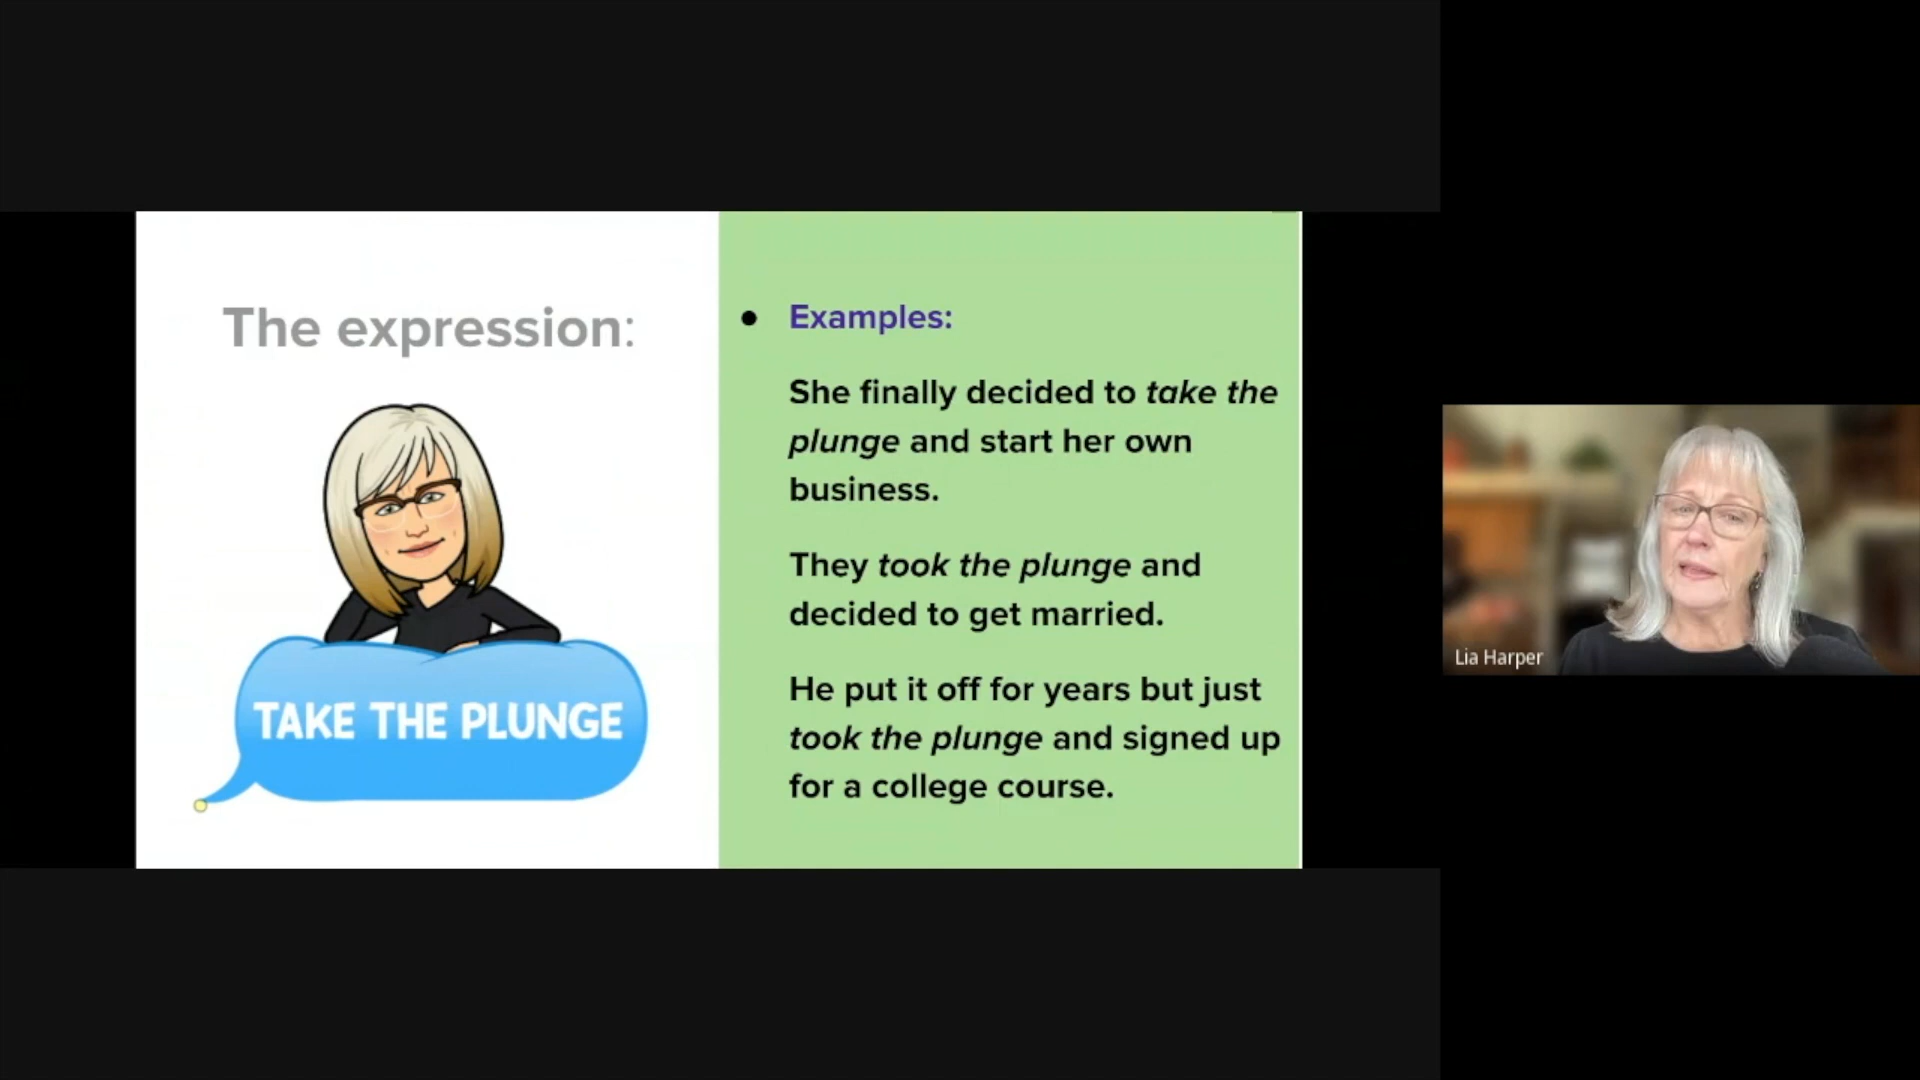 The expression:
TAKE THE PLUNGE
● Examples:
She finally decided to take the
plunge and start her own
business.
They took the plunge and
decided to get married.
He put it off for years but just
took the plunge and signed up
for a college course.
Lia Harper